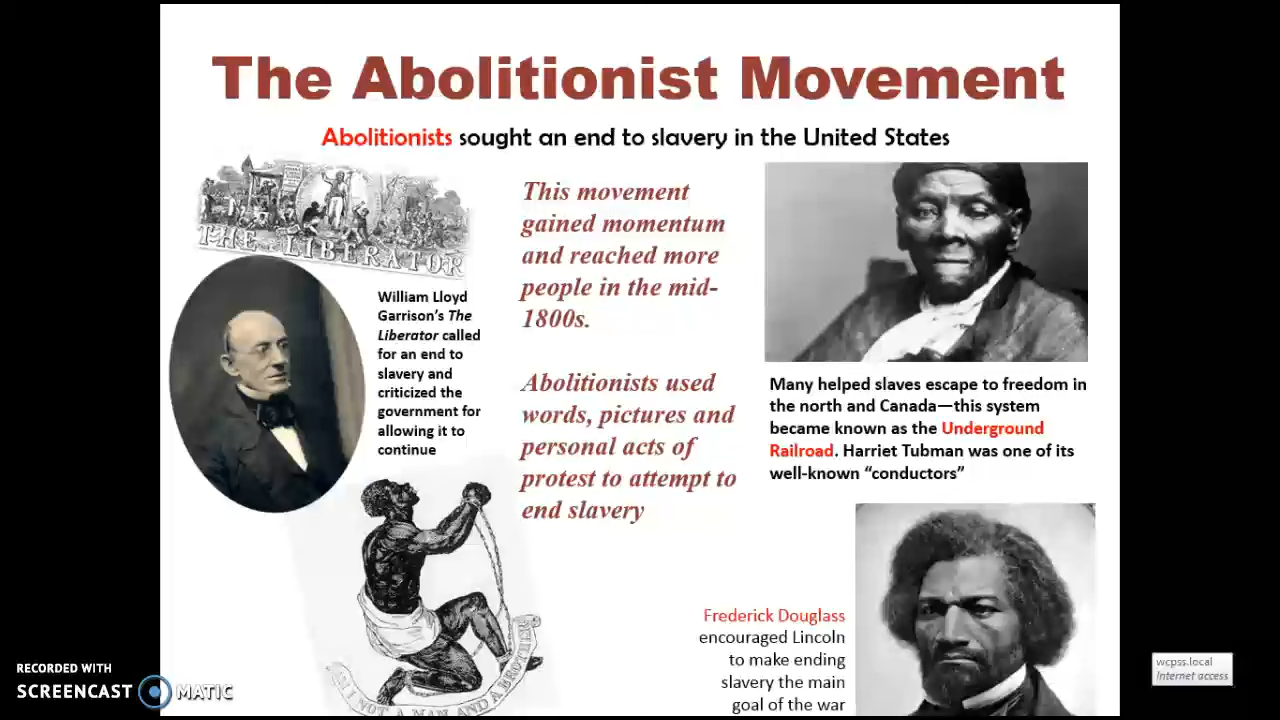 The Abolitionist Movement
Abolitionists sought an end to slavery in the United States
THE LIBERATOR
William Lloyd
Garrison's The
Liberator called
for an end to
slavery and
criticized the
government for
allowing it to
continue
This movement
gained momentum
and reached more
people in the mid-
1800s.
Abolitionists used
words, pictures and
personal acts of
protest to attempt to
end slavery
Many helped slaves escape to freedom in
the north and Canada—this system
became known as the Underground
Railroad. Harriet Tubman was one of its
well-known “conductors”
AM I NOT A MAN AND A BROTHER
Frederick Douglass
encouraged Lincoln
to make ending
slavery the main
goal of the war
RECORDED WITH
SCREENCAST MATIC
wcpss.local
Internet access